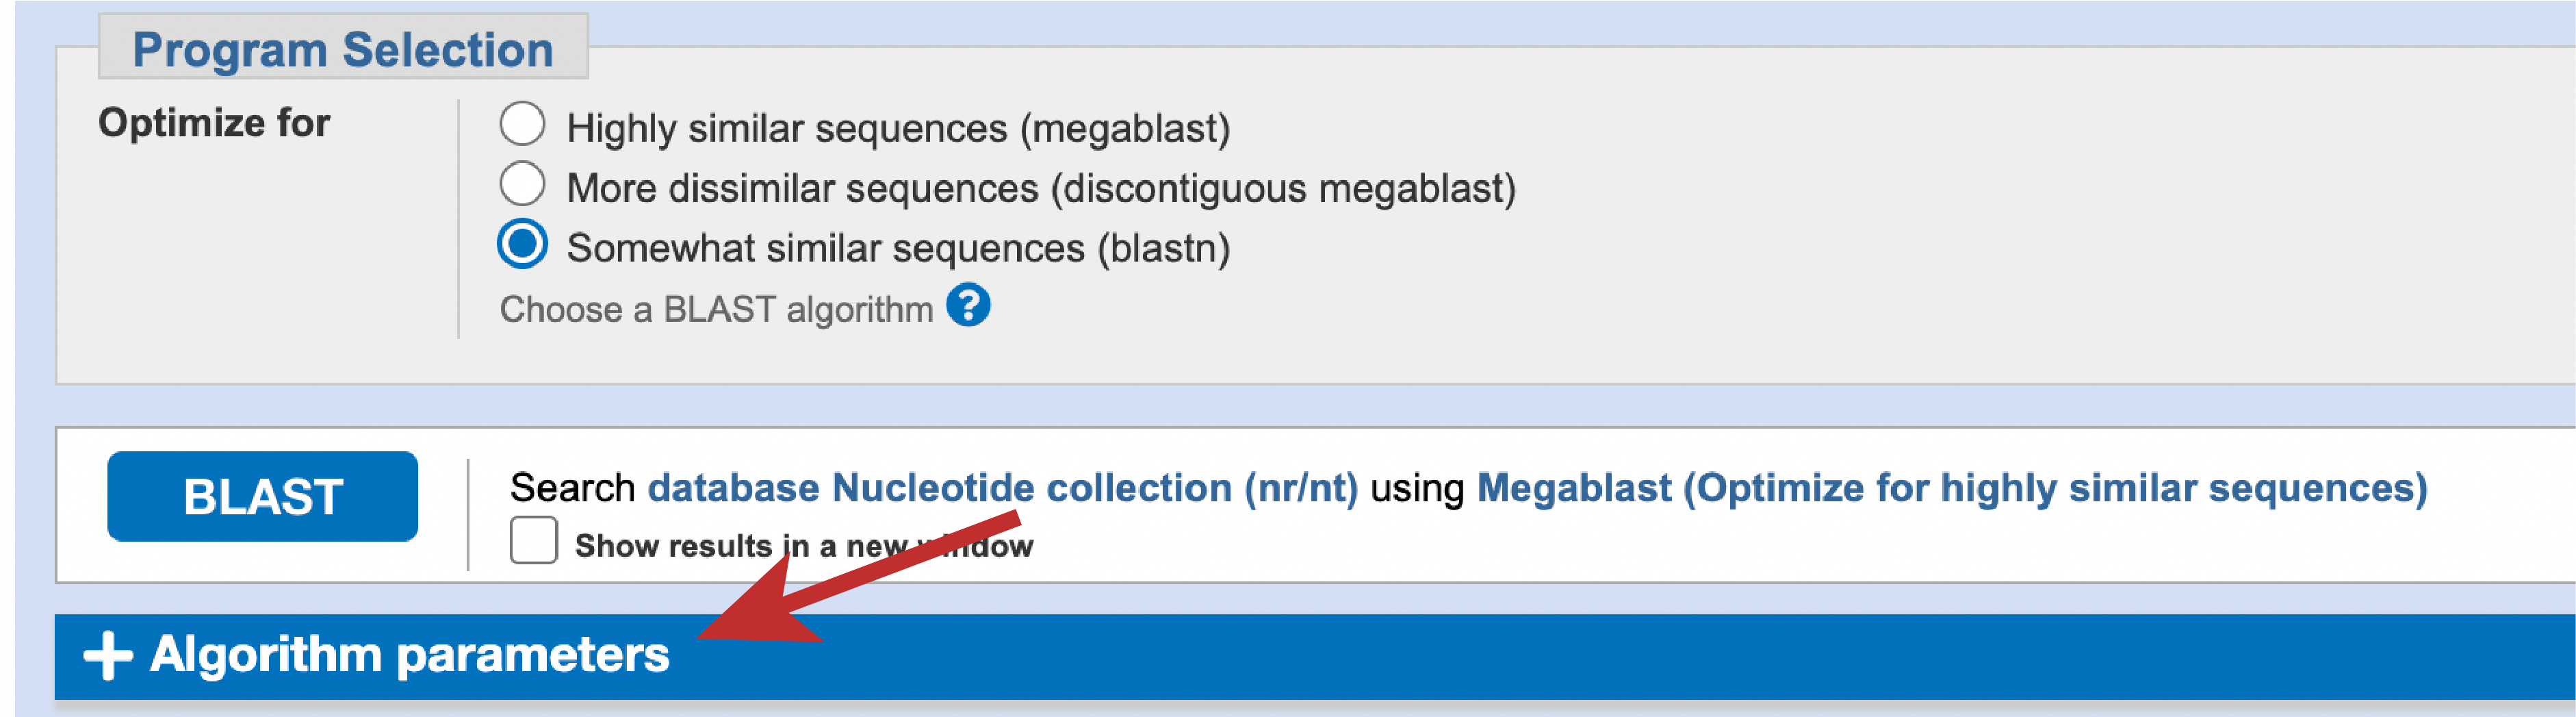 Program Selection
Optimize for
Highly similar sequences (megablast)
More dissimilar sequences (discontiguous megablast)
Somewhat similar sequences (blastn)
Choose a BLAST algorithm ?
BLAST
Search database Nucleotide collection (nr/nt) using Megablast (Optimize for highly similar sequences)
Show results in a new window
+ Algorithm parameters